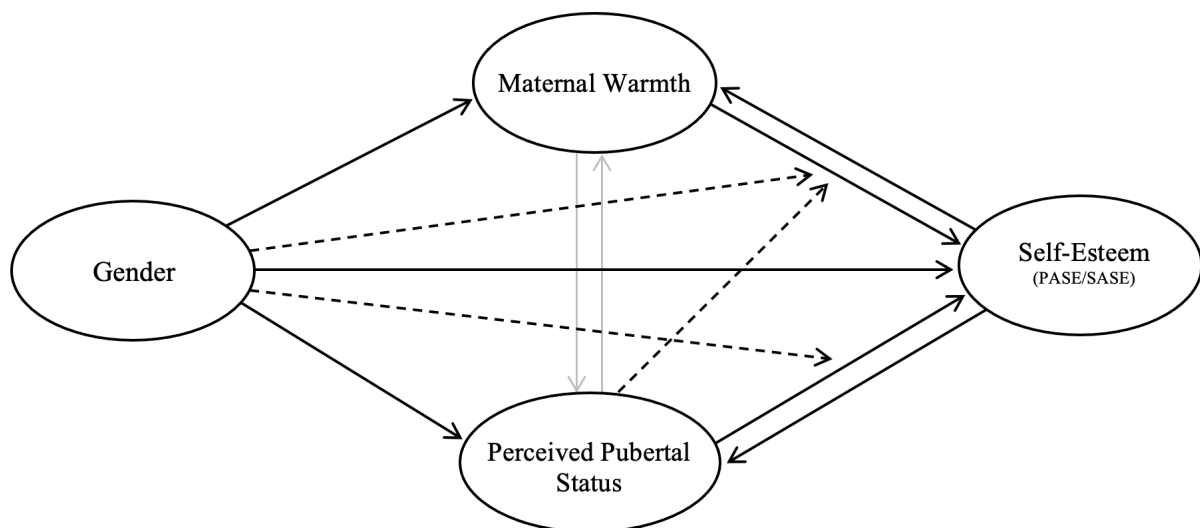 Maternal Warmth
Gender
Self-Esteem
(PASE/SASE)
Perceived Pubertal
Status